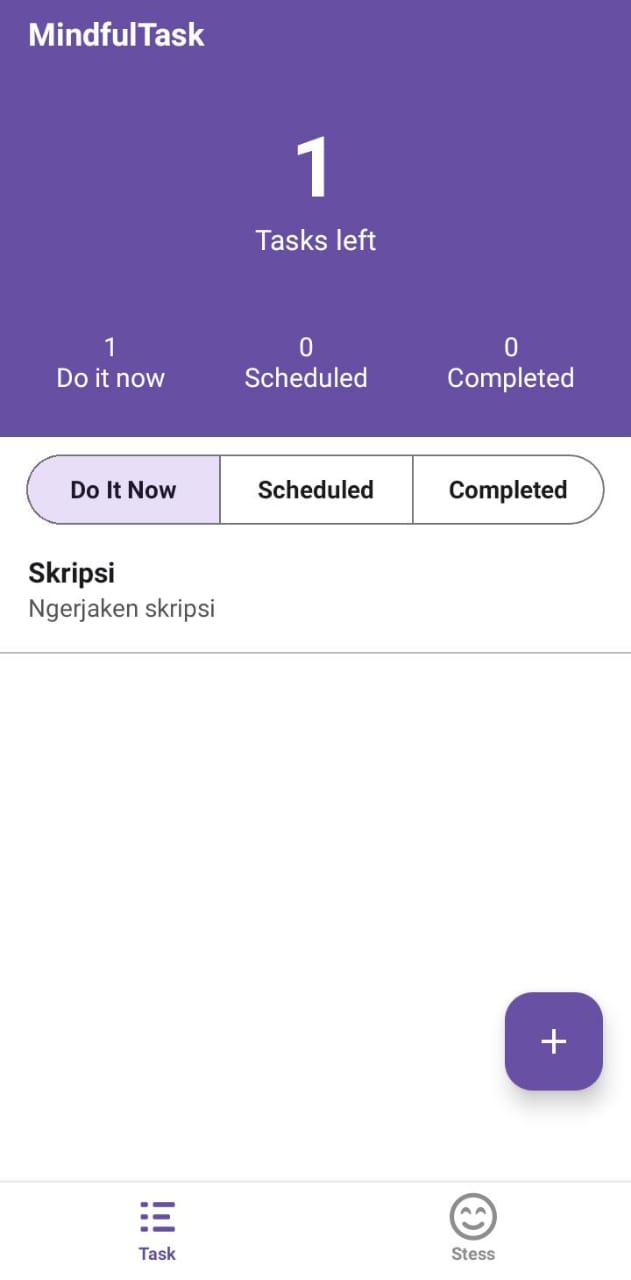 MindfulTask
1
Tasks left
1 0 0
Do it now Scheduled Completed
Do It Now Scheduled Completed
Skripsi
Ngerjaken skripsi
+
Task Stess